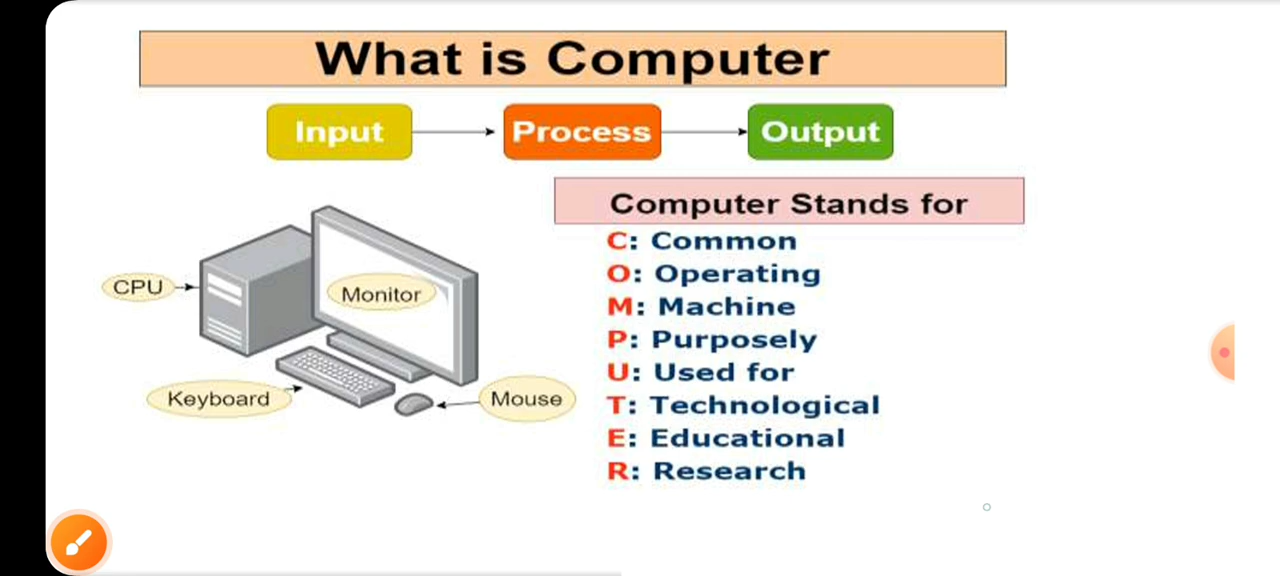 What is Computer
Input Process Output
Computer Stands for
C: Common
O: Operating
M: Machine
P: Purposely
U: Used for
T: Technological
E: Educational
R: Research
CPU
Monitor
Keyboard
Mouse